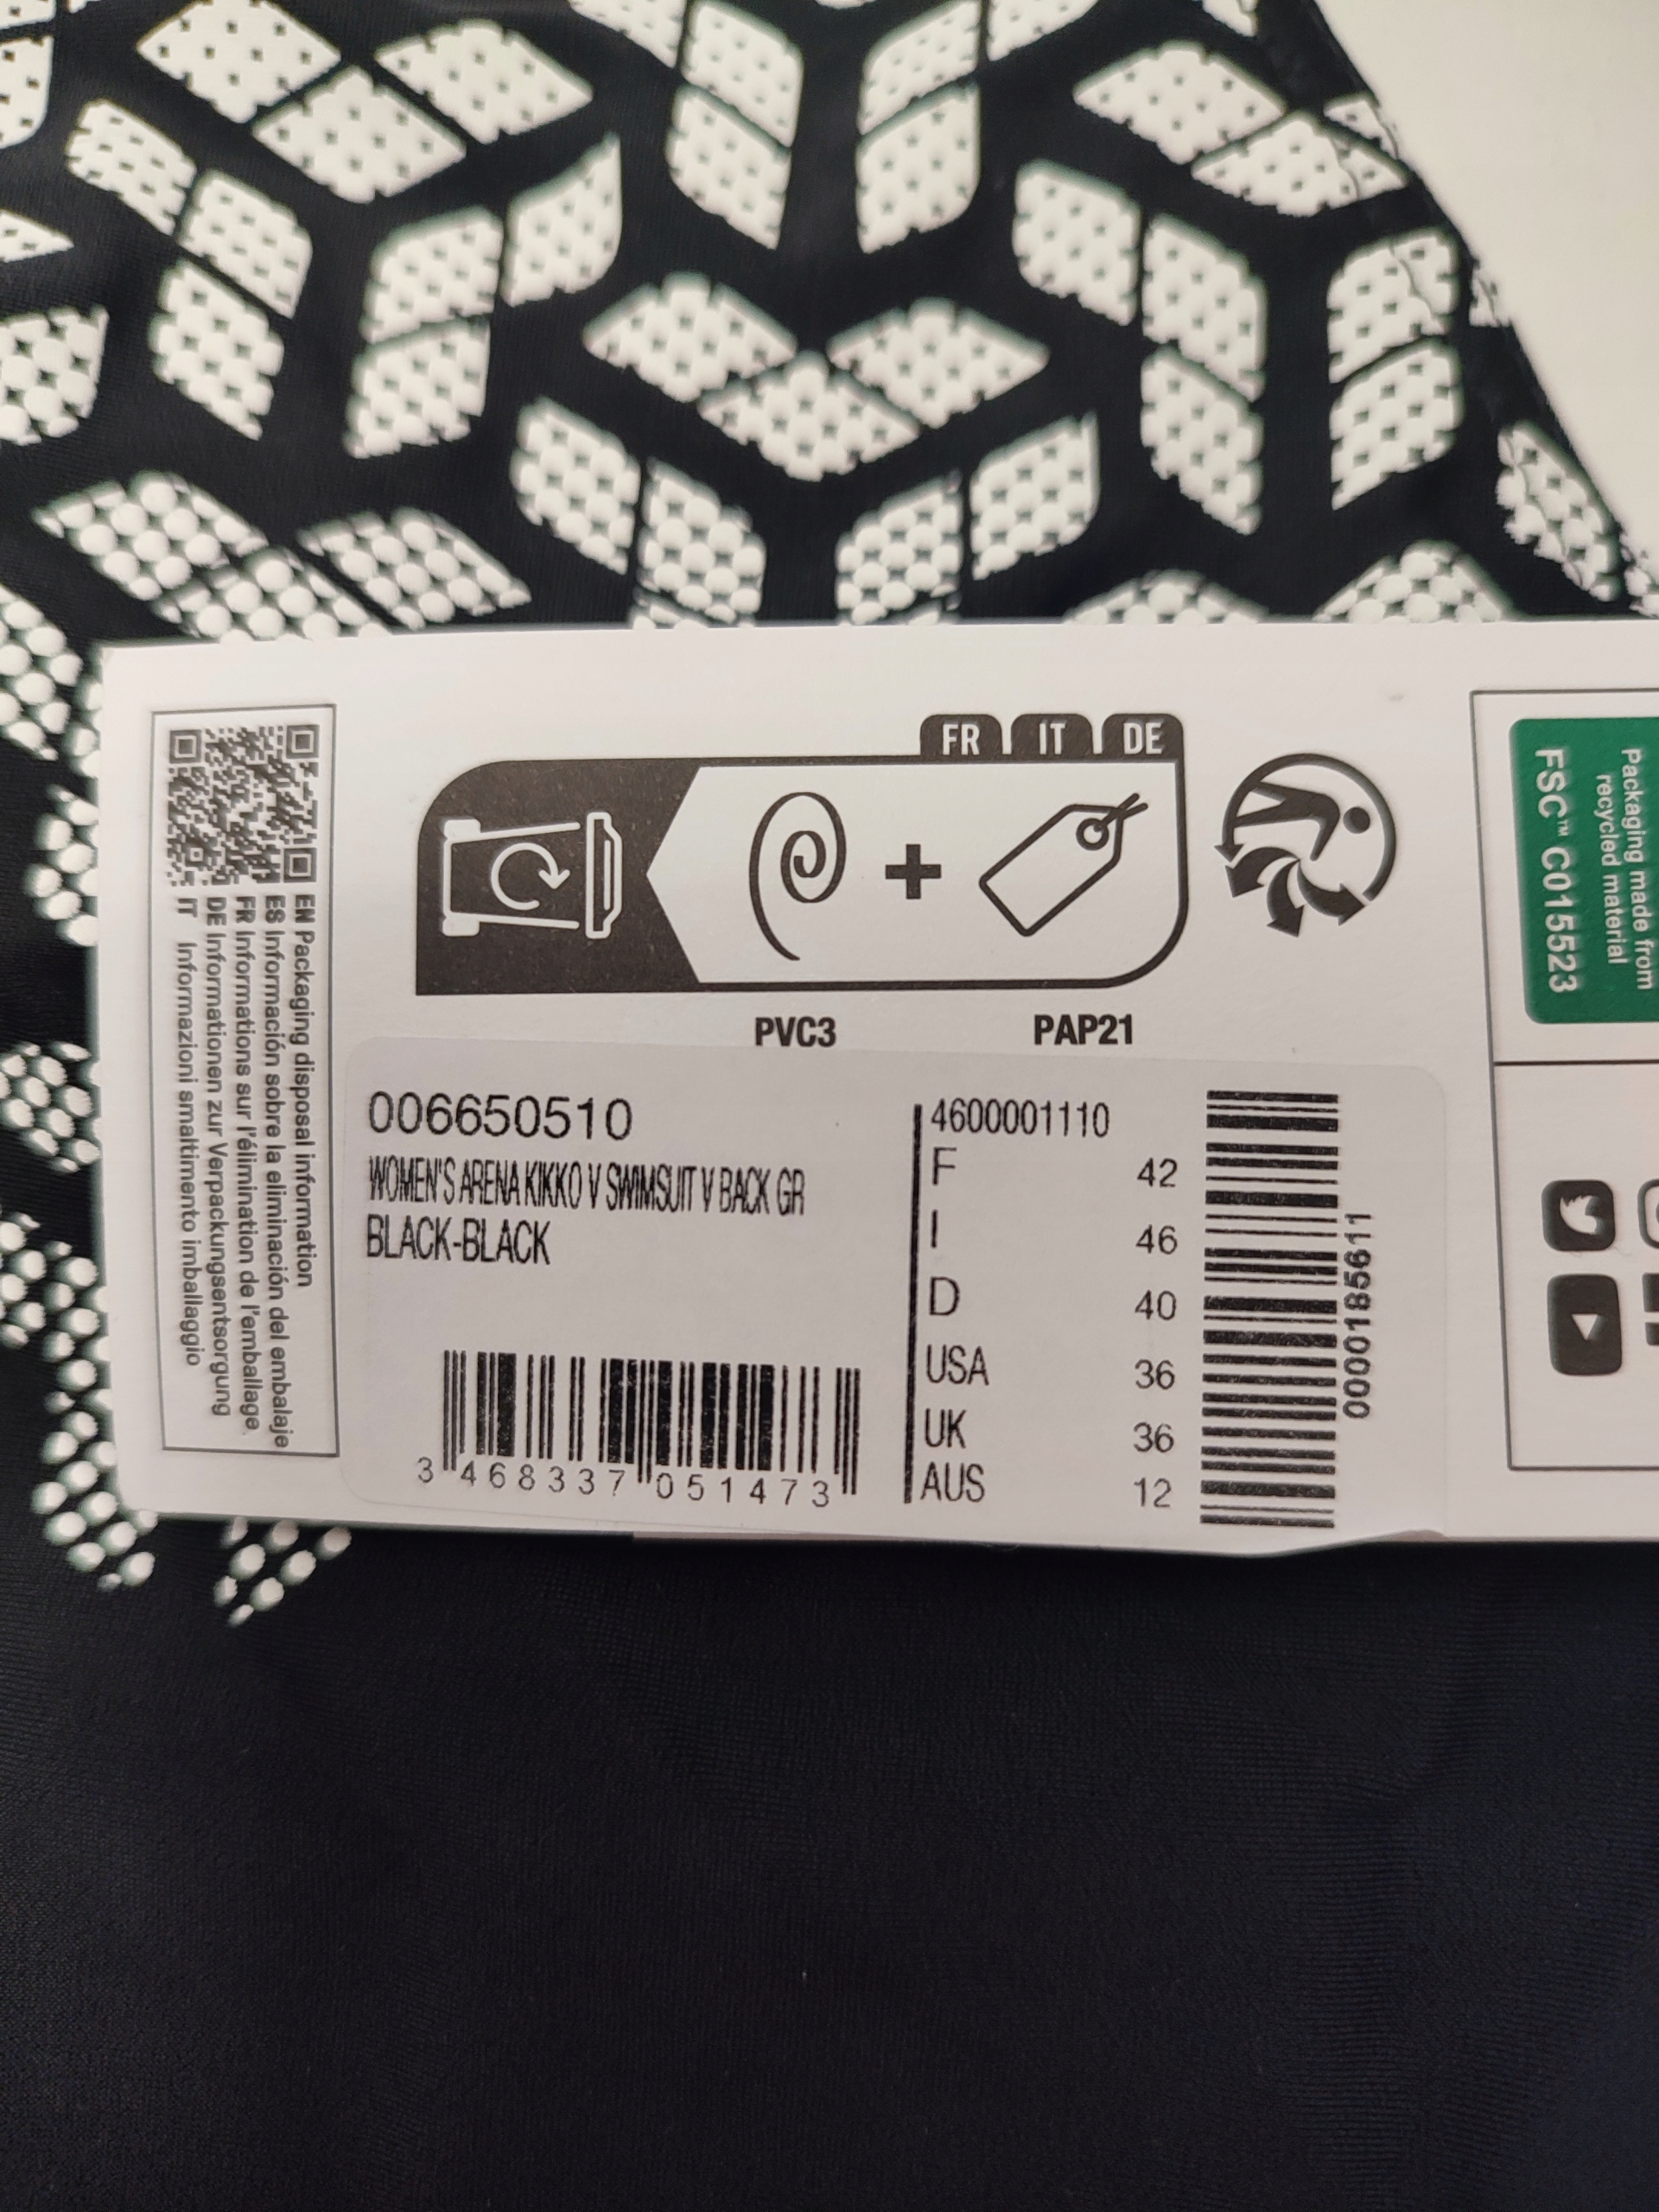 FR IT DE
PVC3 PAP21
EN Packaging disposal information
ES Información sobre la eliminación del embalaje
FR Informations sur l'élimination de l'emballage
DE Informationen zur Verpackungsentsorgung
IT Informazioni smaltimento imballaggio
006650510
WOMEN'S ARENA KIKKO V SWIMSUIT V BACK GR
BLACK-BLACK
3 468337 051473
4600001110
F 42
I 46
D 40
USA 36
UK 36
AUS 12
0000185611
Packaging made from
recycled material
FSC™ C015523